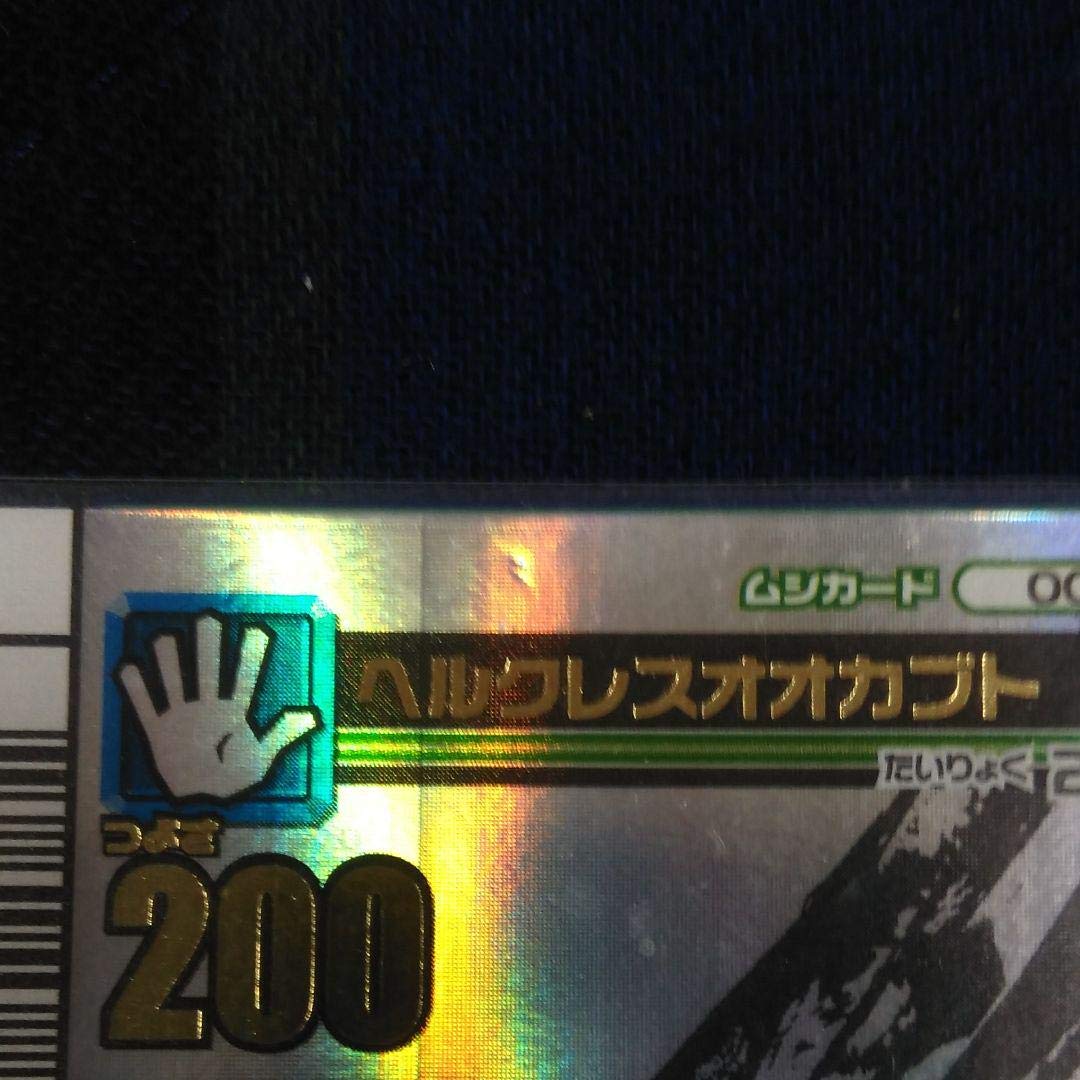 ムシカード 00
ヘルクレスオオカブト
たいりょく
つよさ
200